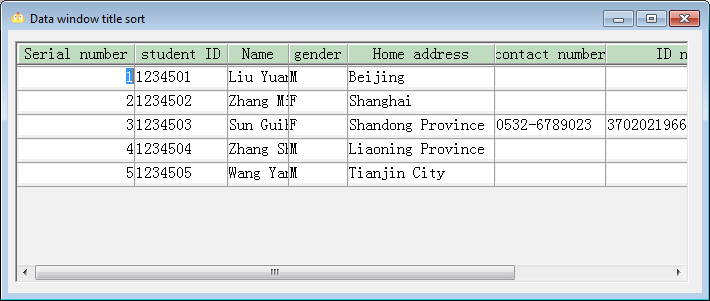 Data window title sort
Serial number student ID Name gender Home address contact number ID
1 1234501 Liu Yuan M Beijing
2 1234502 Zhang F Shanghai
3 1234503 Sun F Shandong Province 0532-6789023 3702021966
4 1234504 Zhang M Liaoning Province
5 1234505 Wang M Tianjin City